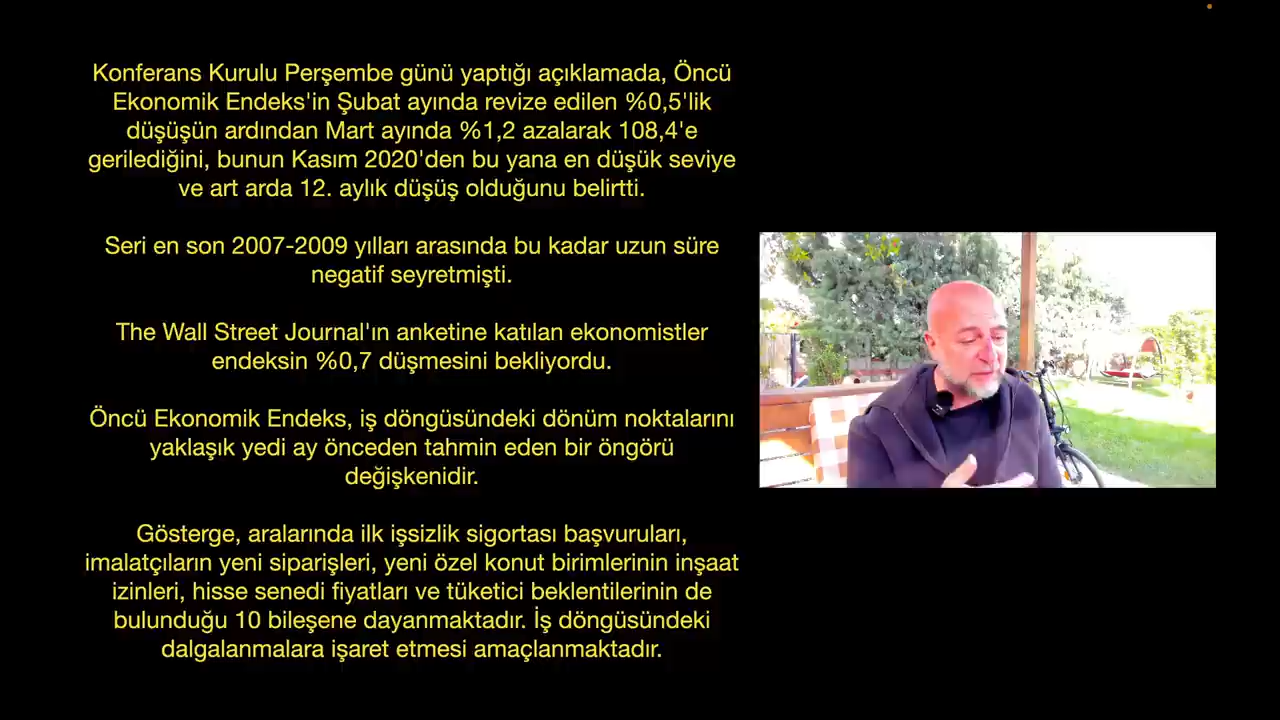 Konferans Kurulu Perşembe günü yaptığı açıklamada, Öncü
Ekonomik Endeks'in Şubat ayında revize edilen %0,5'lik
düşüşün ardından Mart ayında %1,2 azalarak 108,4'e
gerilediğini, bunun Kasım 2020'den bu yana en düşük seviye
ve art arda 12. aylık düşüş olduğunu belirtti.
Seri en son 2007-2009 yılları arasında bu kadar uzun süre
negatif seyretmişti.
The Wall Street Journal'ın anketine katılan ekonomistler
endeksin %0,7 düşmesini bekliyordu.
Öncü Ekonomik Endeks, iş döngüsündeki dönüm noktalarını
yaklaşık yedi ay önceden tahmin eden bir öngörü
değişkenidir.
Gösterge, aralarında ilk işsizlik sigortası başvuruları,
imalatçıların yeni siparişleri, yeni özel konut birimlerinin inşaat
izinleri, hisse senedi fiyatları ve tüketici beklentilerinin de
bulunduğu 10 bileşene dayanmaktadır. İş döngüsündeki
dalgalanmalara işaret etmesi amaçlanmaktadır.